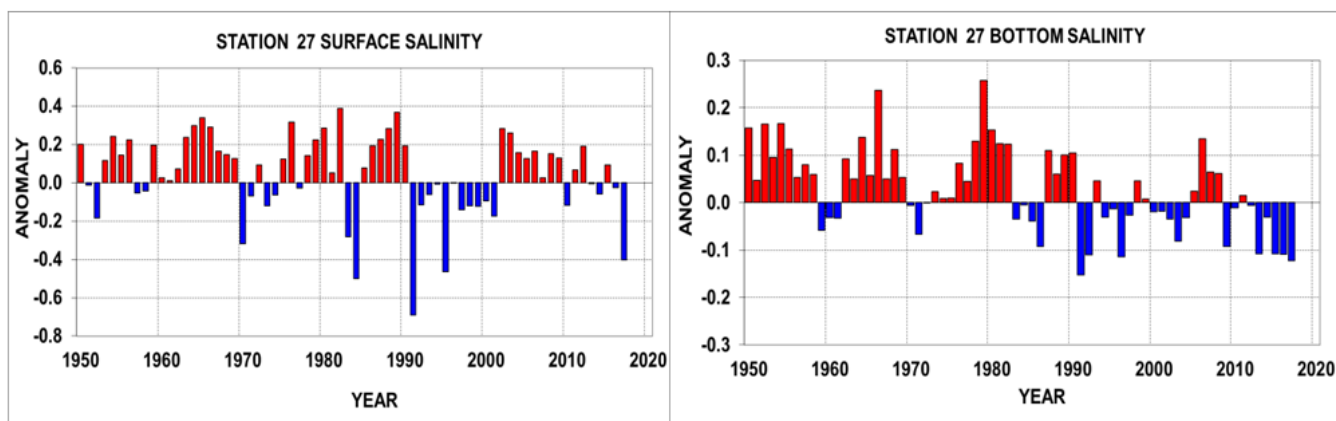 STATION 27 SURFACE SALINITY
0.6
0.4
0.2
0.0
-0.2
-0.4
-0.6
-0.8
ANOMALY
1950 1960 1970 1980 1990 2000 2010 2020
YEAR
STATION 27 BOTTOM SALINITY
0.3
0.2
0.1
0.0
-0.1
-0.2
-0.3
ANOMALY
1950 1960 1970 1980 1990 2000 2010 2020
YEAR